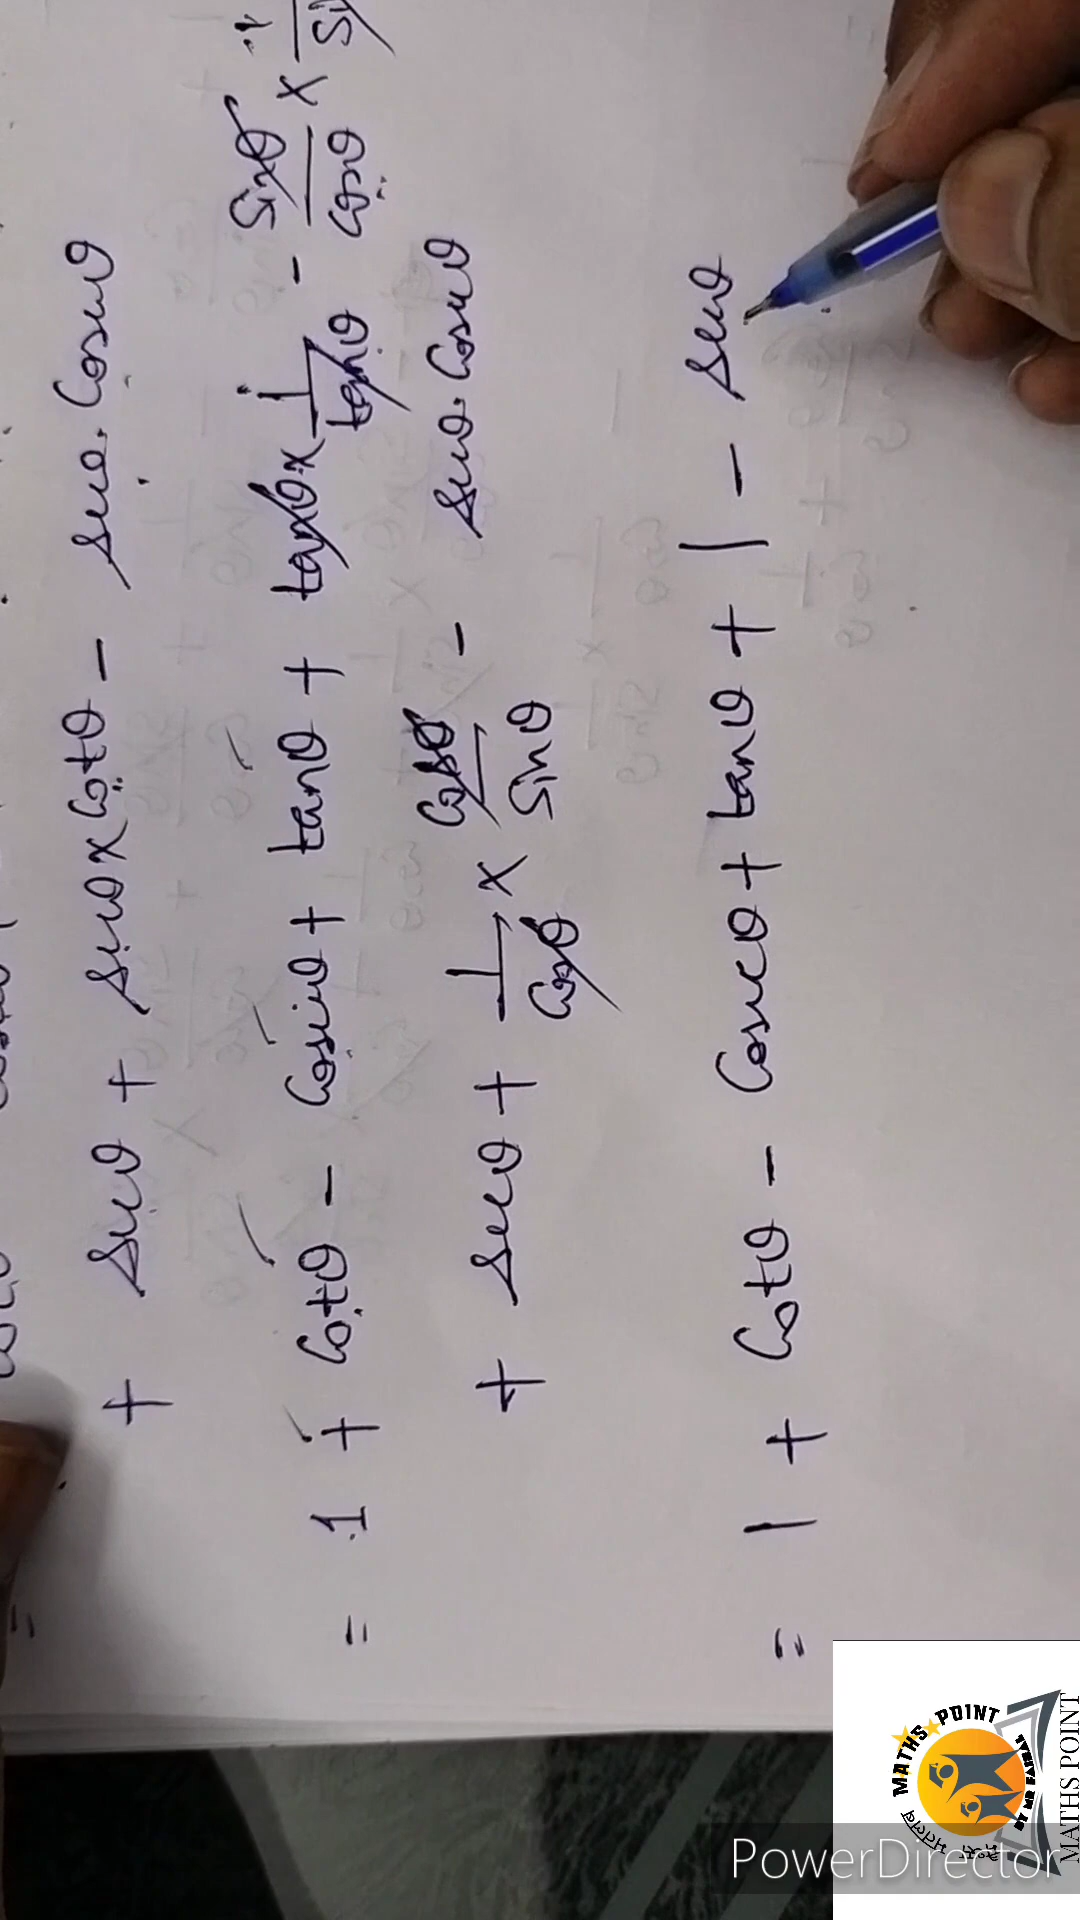 + secθ + secθ × cotθ - secθ. cosecθ
= 1 + cotθ - cosecθ + tanθ + tanθ × 1/tanθ - sinθ/cosθ ×
+ secθ + 1/cosθ × cosθ/sinθ - secθ. cosecθ
= 1 + cotθ - cosecθ + tanθ + 1 - secθ
MATHS POINT
MATHS POINT
PowerDirector